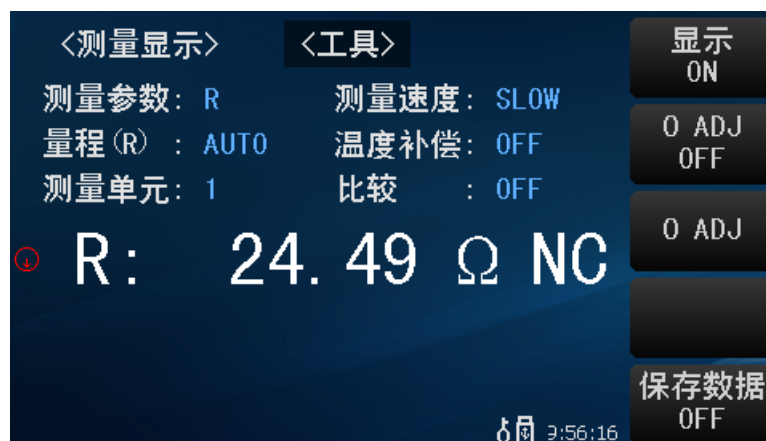 <测量显示> <工具>
测量参数: R 测量速度: SLOW
量程(R) : AUTO 温度补偿: OFF
测量单元: 1 比较 : OFF
R: 24.49 Ω NC
9:56:16
显示
ON
0 ADJ
OFF
0 ADJ
保存数据
OFF